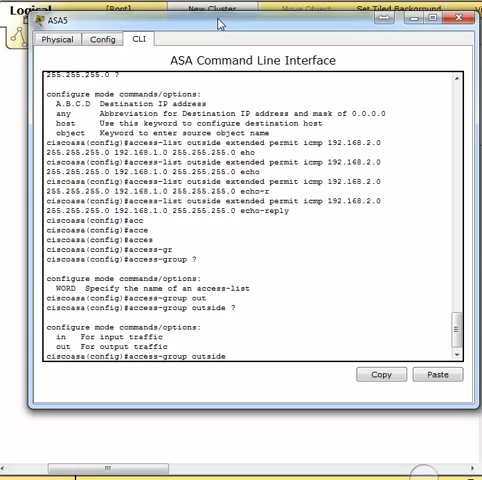 Logical
[Root]
New Cluster
Move Object
Set Tiled Background
ASA5
Physical
Config
CLI
ASA Command Line Interface
255.255.255.0 ?
configure mode commands/options:
A.B.C.D Destination IP address
any Abbreviation for Destination IP address and mask of 0.0.0.0
host Use this keyword to configure destination host
object Keyword to enter source object name
ciscoasa(config)#access-list outside extended permit icmp 192.168.2.0
255.255.255.0 192.168.1.0 255.255.255.0 eho
ciscoasa(config)#access-list outside extended permit icmp 192.168.2.0
255.255.255.0 192.168.1.0 255.255.255.0 echo
ciscoasa(config)#access-list outside extended permit icmp 192.168.2.0
255.255.255.0 192.168.1.0 255.255.255.0 echo-r
ciscoasa(config)#access-list outside extended permit icmp 192.168.2.0
255.255.255.0 192.168.1.0 255.255.255.0 echo-reply
ciscoasa(config)#acc
ciscoasa(config)#acce
ciscoasa(config)#acces
ciscoasa(config)#access-gr
ciscoasa(config)#access-group ?
configure mode commands/options:
WORD Specify the name of an access-list
ciscoasa(config)#access-group out
ciscoasa(config)#access-group outside ?
configure mode commands/options:
in For input traffic
out For output traffic
ciscoasa(config)#access-group outside
Copy
Paste